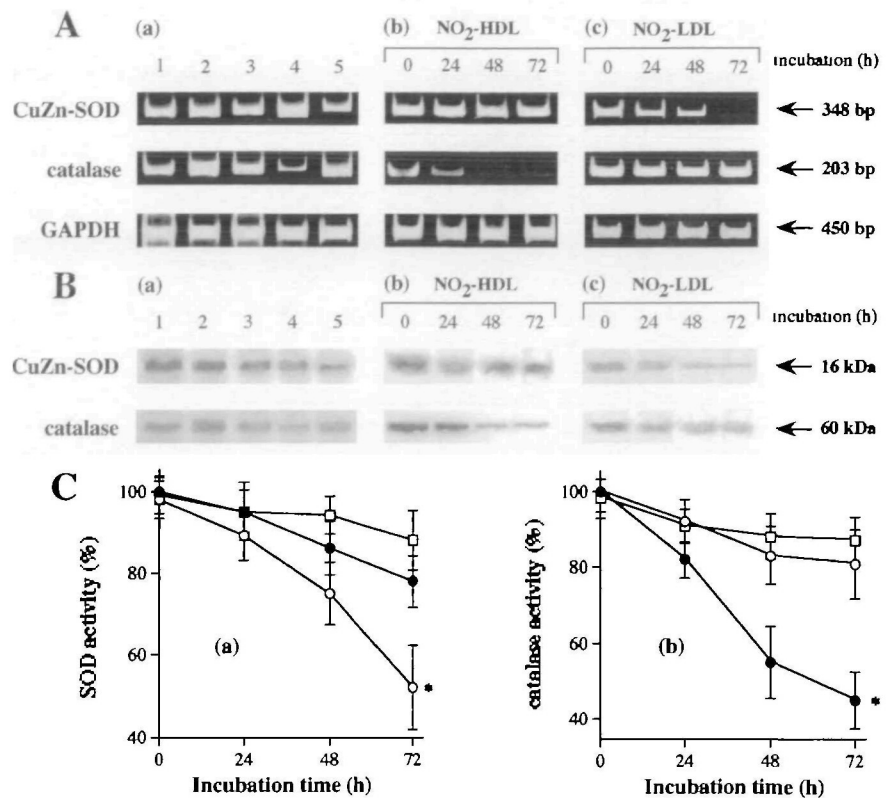 A (a) (b) NO2-HDL (c) NO2-LDL
1 2 3 4 5 0 24 48 72 0 24 48 72 incubation (h)
CuZn-SOD 348 bp
catalase 203 bp
GAPDH 450 bp
B (a) (b) NO2-HDL (c) NO2-LDL
1 2 3 4 5 0 24 48 72 0 24 48 72 incubation (h)
CuZn-SOD 16 kDa
catalase 60 kDa
C
SOD activity (%)
100
80
60
40
(a)
*
0 24 48 72
Incubation time (h)
catalase activity (%)
100
80
60
40
(b)
*
0 24 48 72
Incubation time (h)